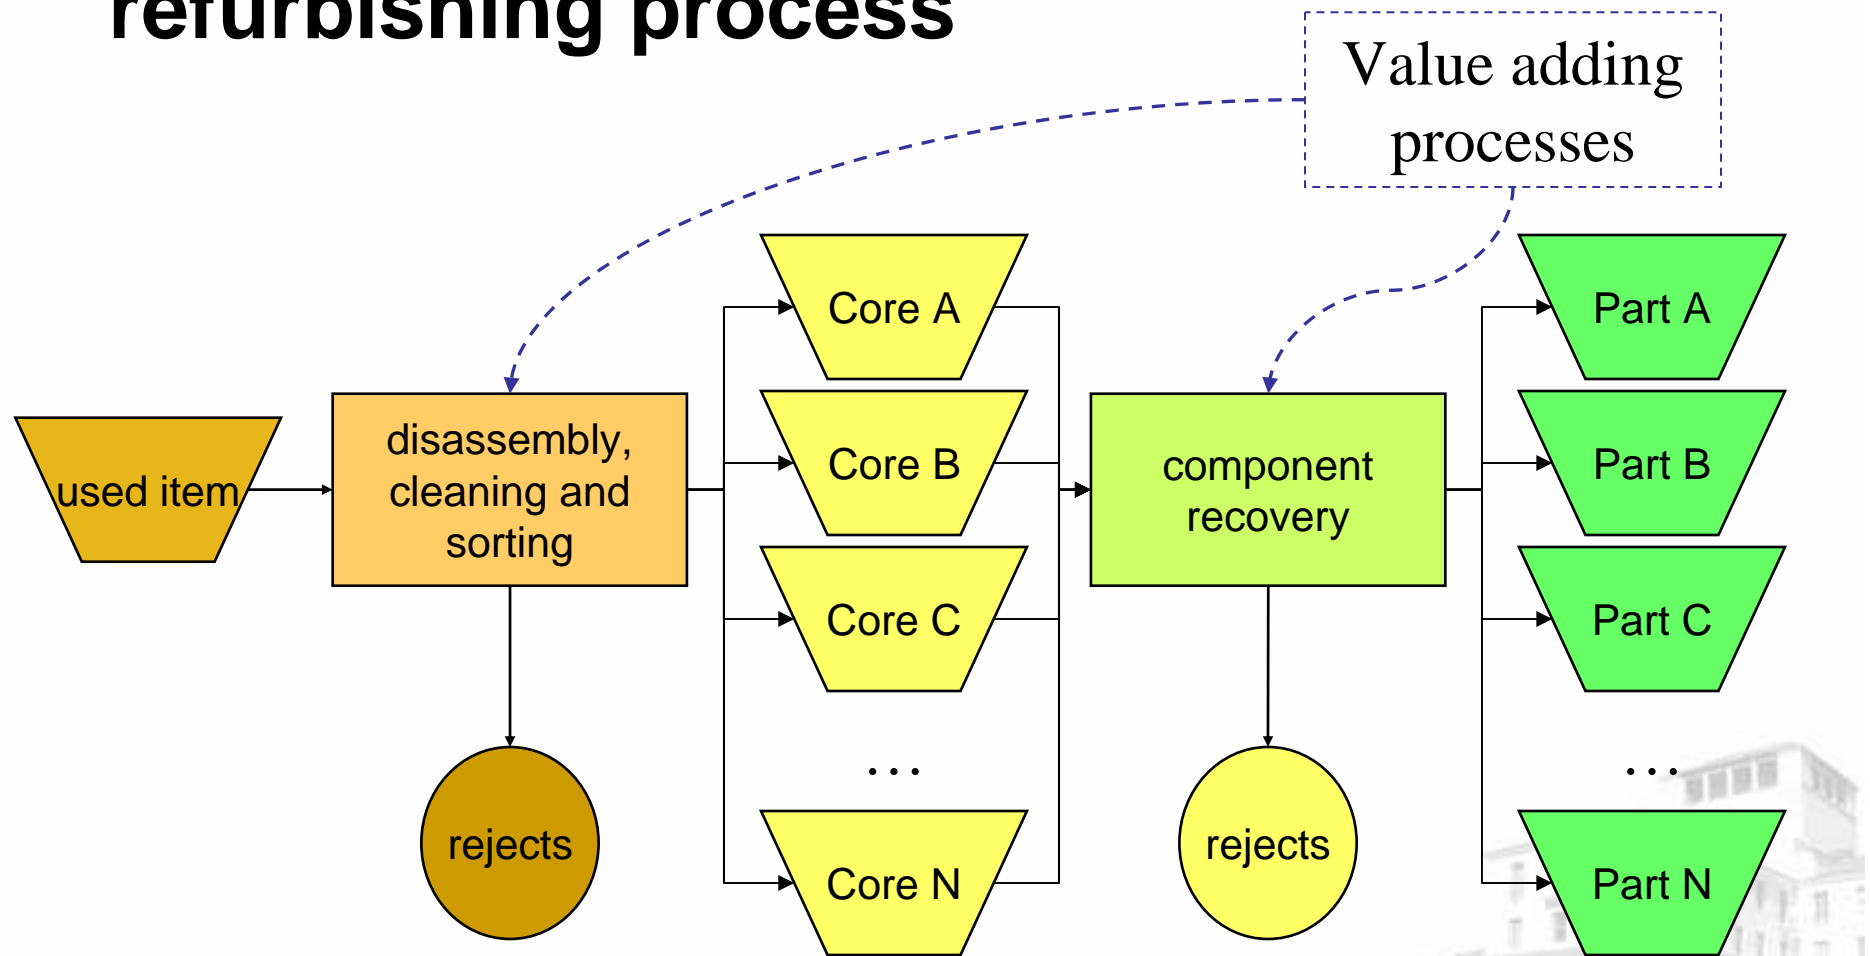 refurbishing process
Value adding
processes
used item
disassembly,
cleaning and
sorting
rejects
Core A
Core B
Core C
...
Core N
component
recovery
rejects
Part A
Part B
Part C
...
Part N